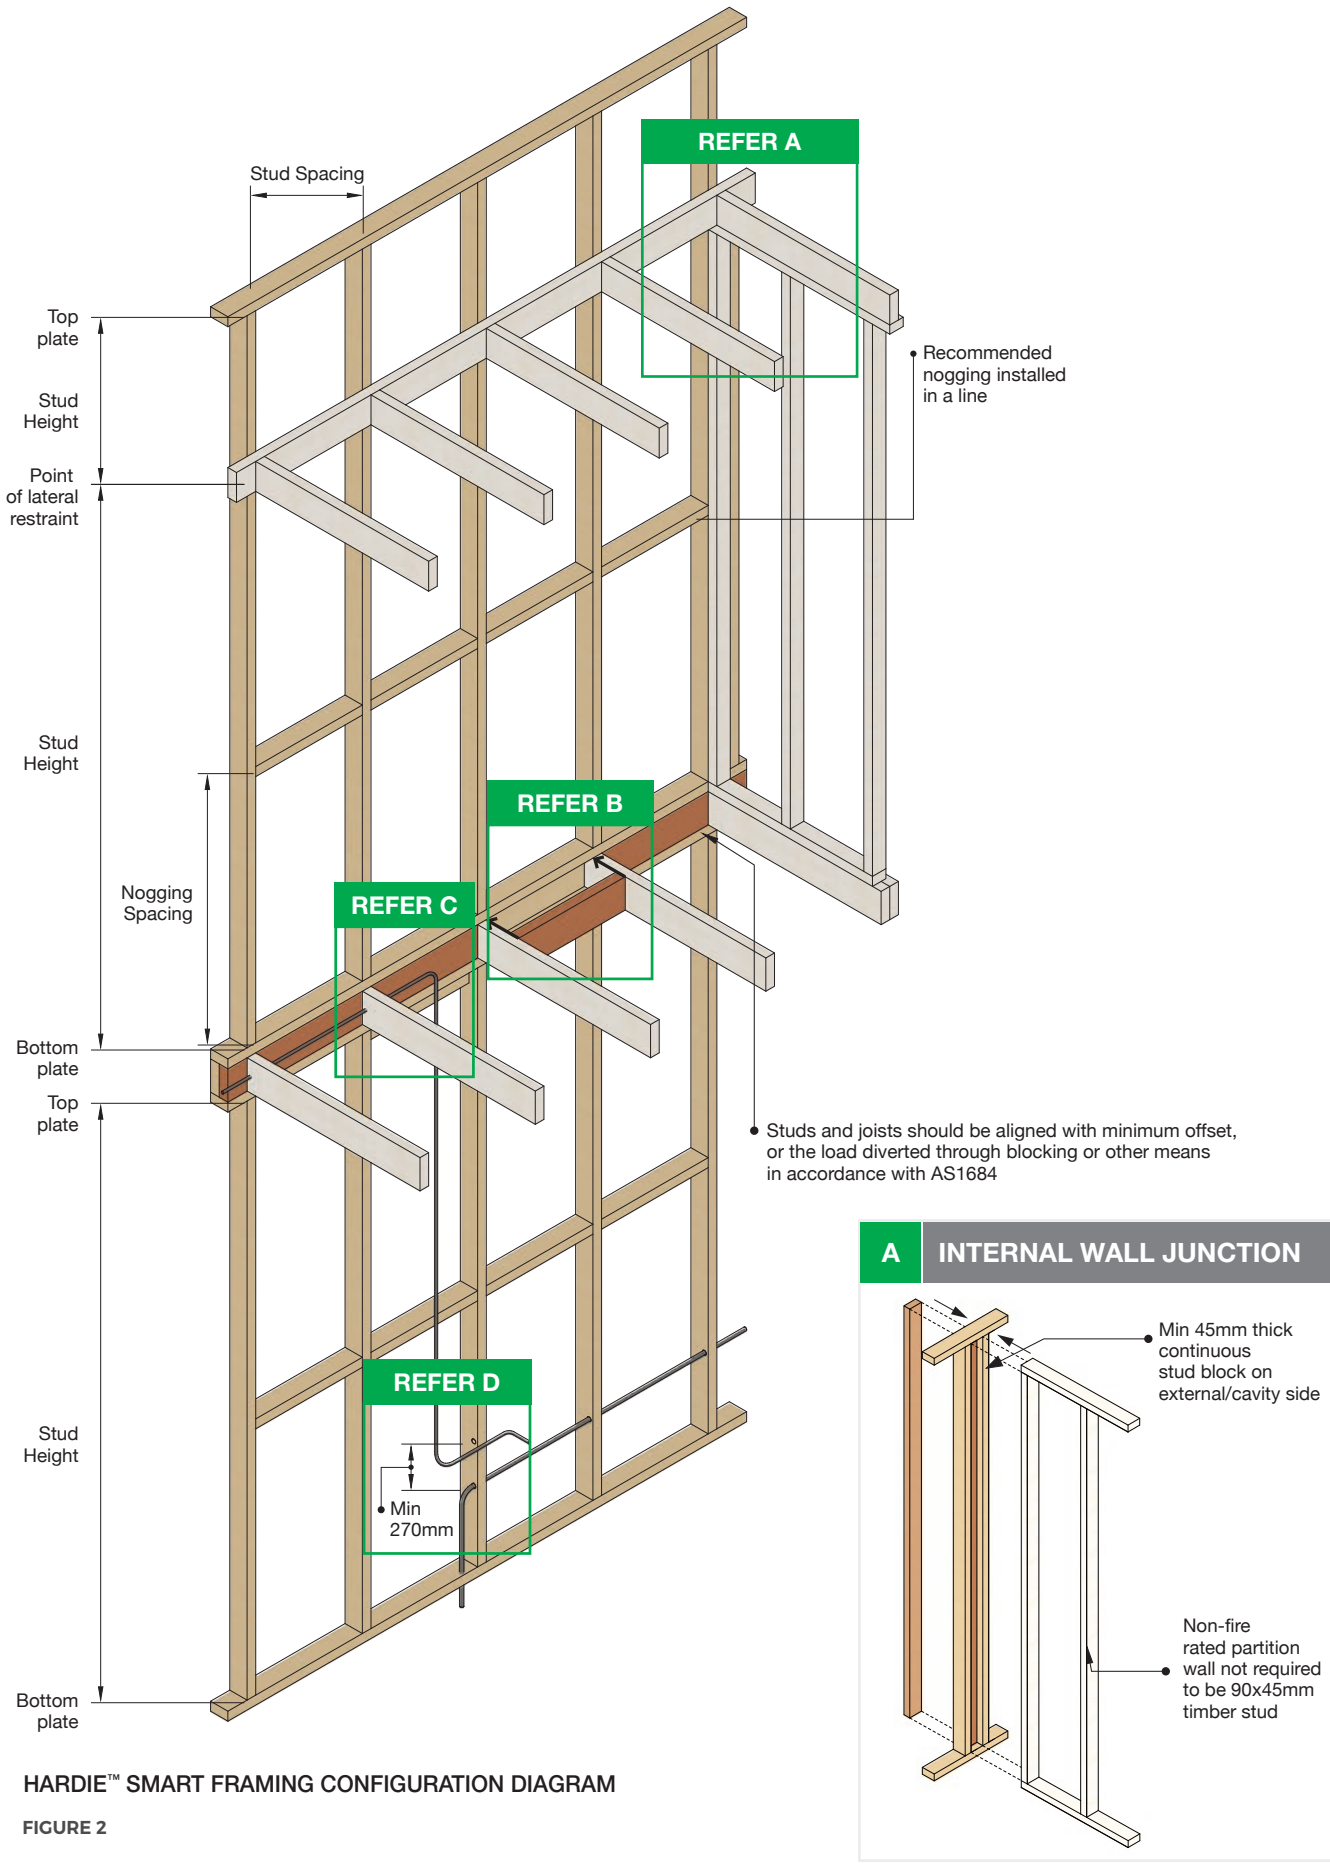 REFER A
Stud Spacing
Top
plate
Recommended
nogging installed
in a line
Stud
Height
Point
of lateral
restraint
Stud
Height
REFER B
Nogging
Spacing
REFER C
Bottom
plate
Top
plate
Studs and joists should be aligned with minimum offset,
or the load diverted through blocking or other means
in accordance with AS1684
A INTERNAL WALL JUNCTION
Min 45mm thick
continuous
stud block on
external/cavity side
REFER D
Stud
Height
Min
270mm
Non-fire
rated partition
wall not required
to be 90x45mm
timber stud
Bottom
plate
HARDIE™ SMART FRAMING CONFIGURATION DIAGRAM
FIGURE 2